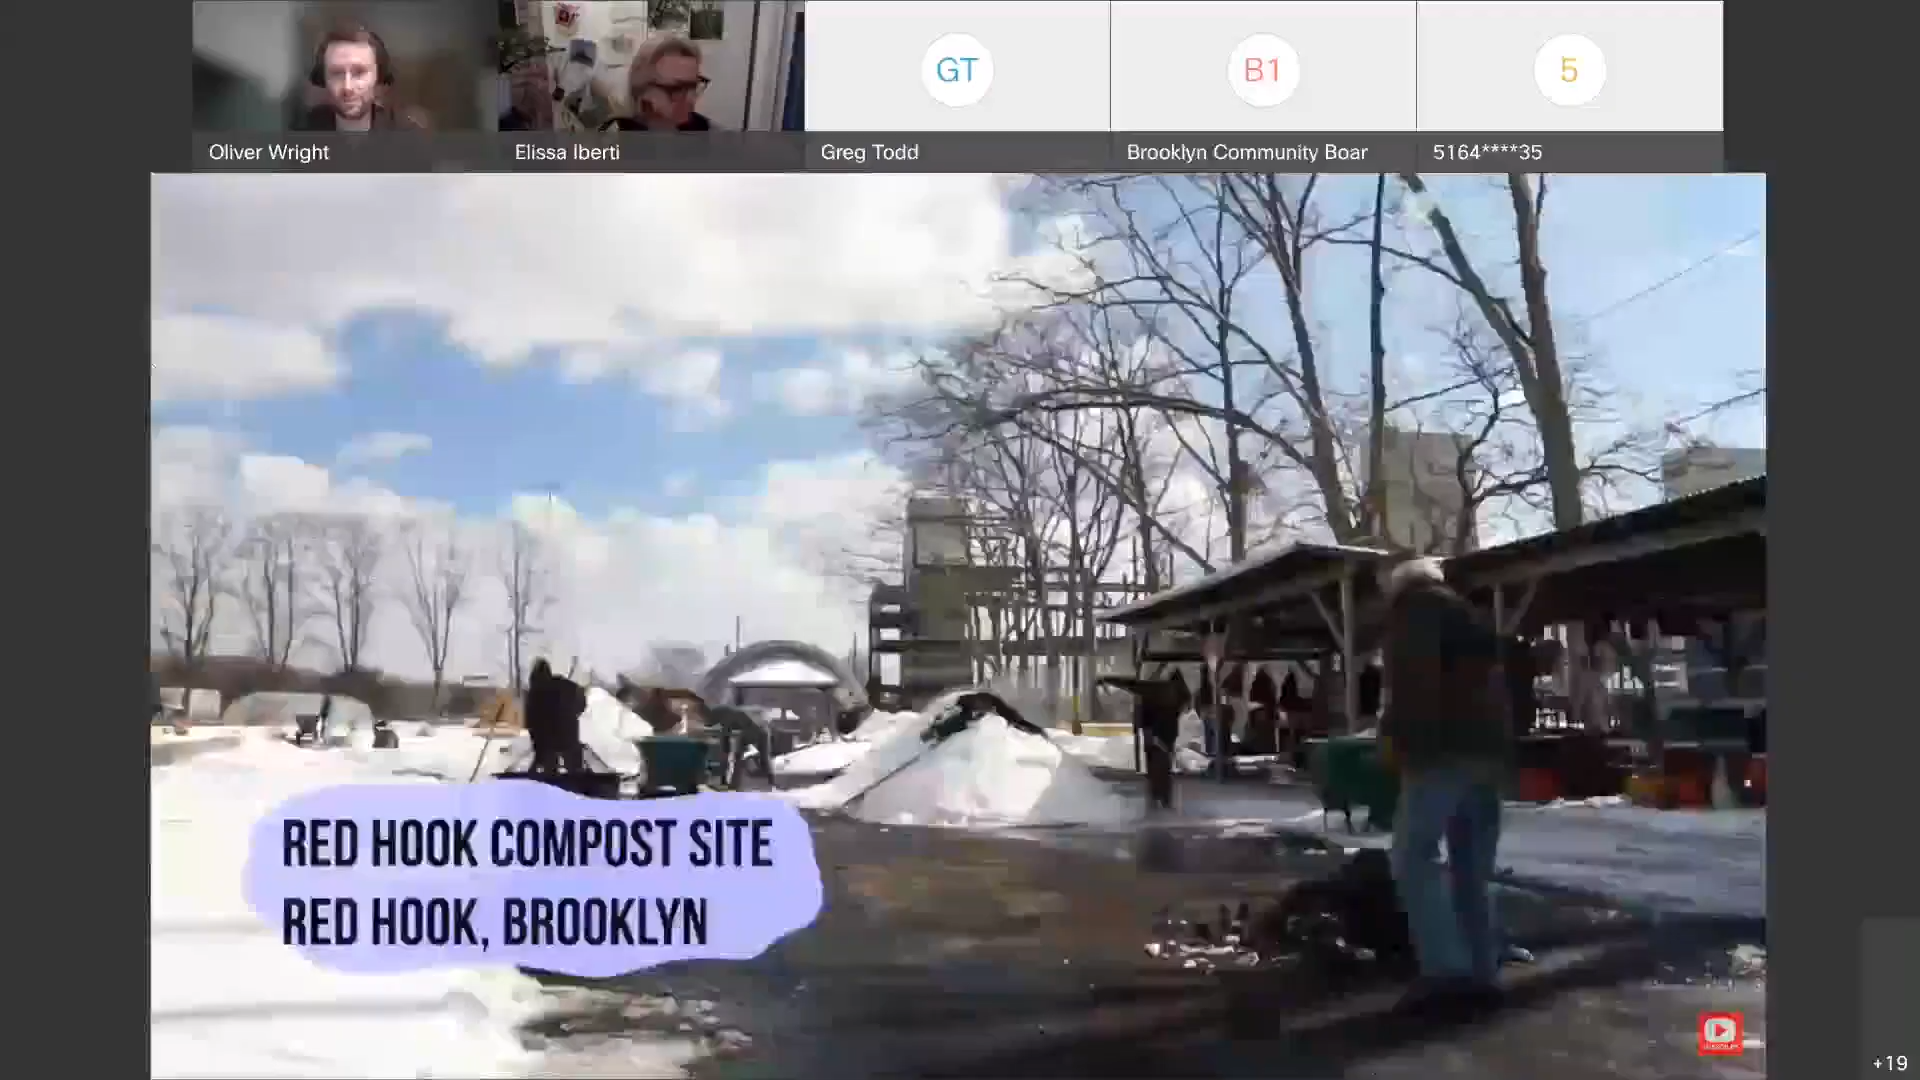 Oliver Wright
Elissa Iberti
GT
Greg Todd
B1
Brooklyn Community Boar
5
5164****35
RED HOOK COMPOST SITE
RED HOOK, BROOKLYN
+19